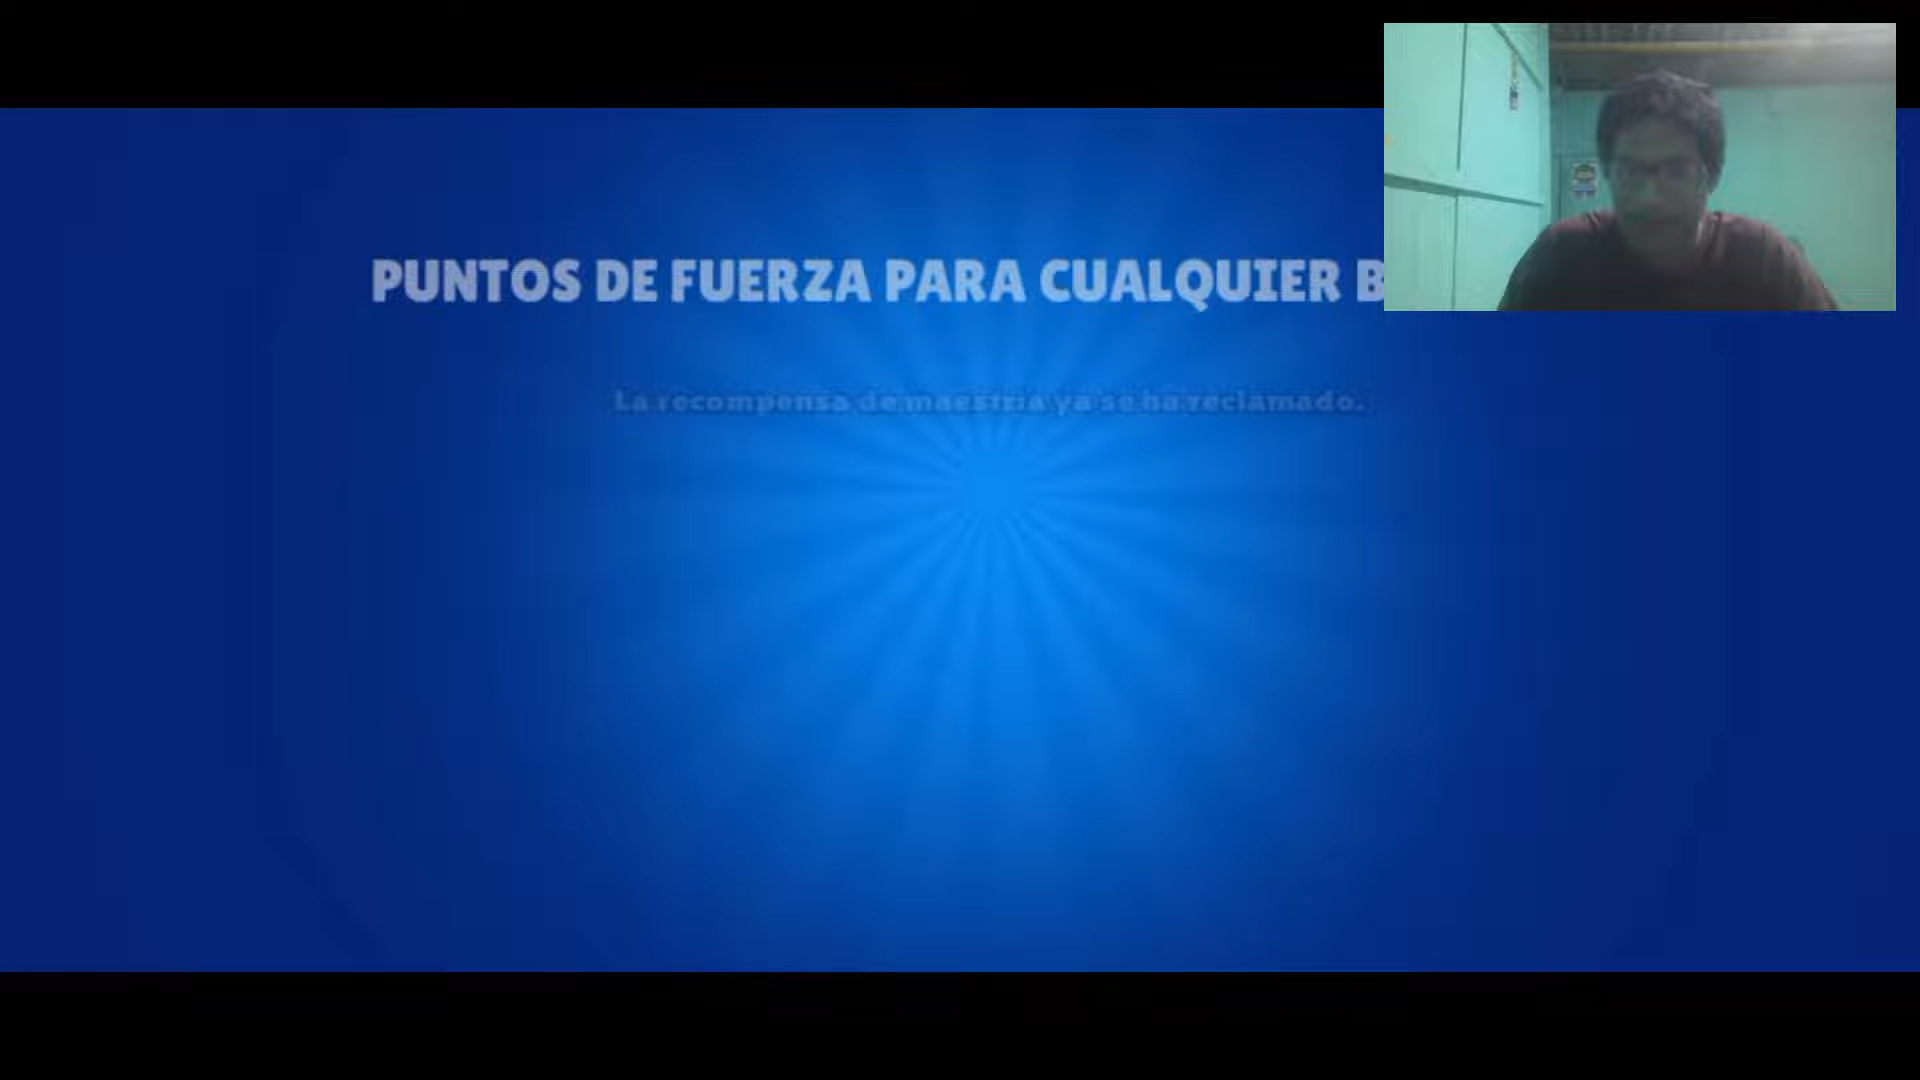 PUNTOS DE FUERZA PARA CUALQUIER B
La recompensa de maestría ya se ha reclamado.